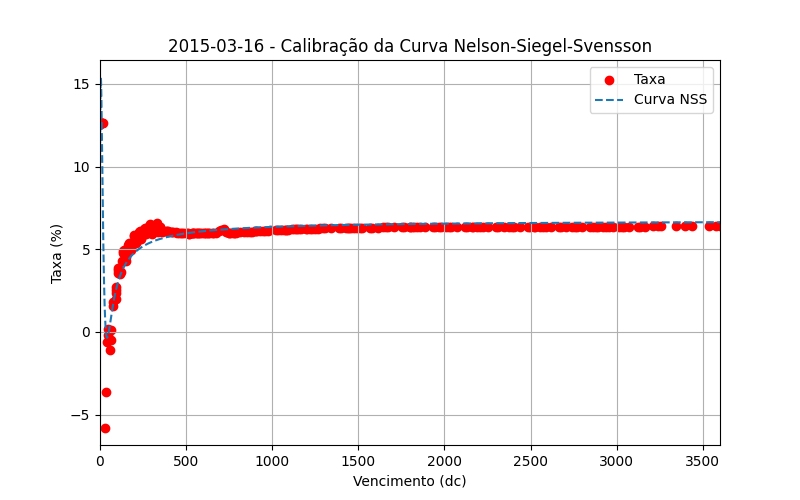 2015-03-16 - Calibração da Curva Nelson-Siegel-Svensson
Taxa
Curva NSS
Taxa (%)
15
10
5
0
−5
0 500 1000 1500 2000 2500 3000 3500
Vencimento (dc)